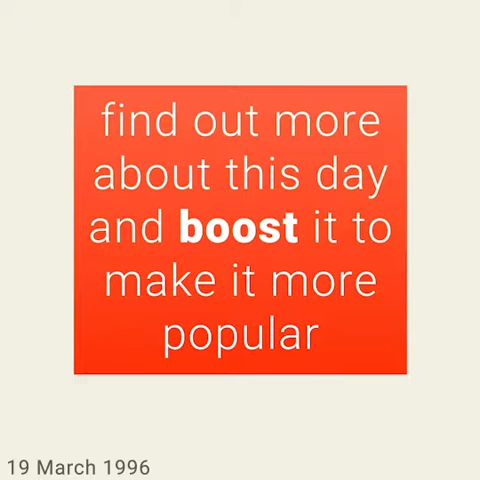 find out more
about this day
and boost it to
make it more
popular
19 March 1996